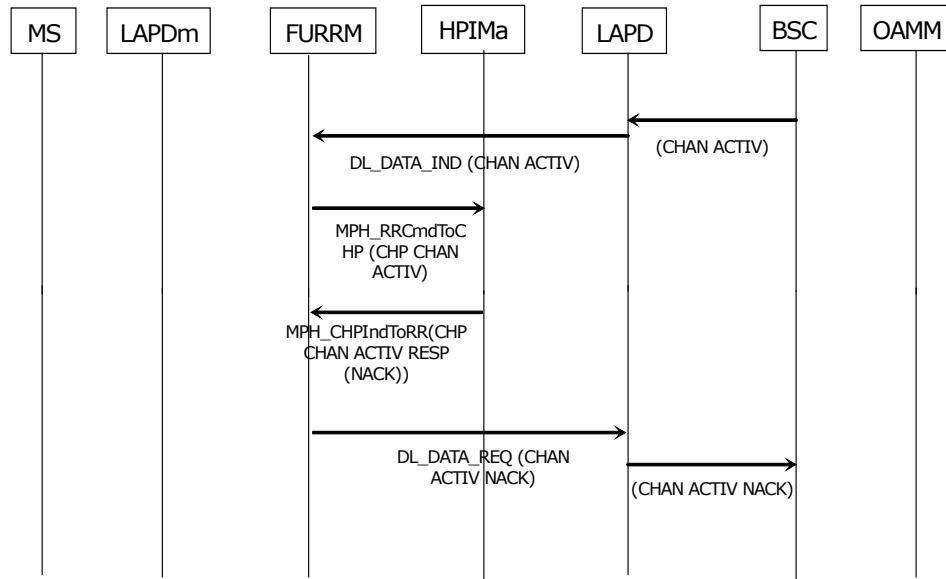 MS
LAPDm
FURRM
HPIMa
LAPD
BSC
OAMM
(CHAN ACTIV)
DL_DATA_IND (CHAN ACTIV)
MPH_RRCmdToC
HP (CHP CHAN
ACTIV)
MPH_CHPIndToRR(CHP
CHAN ACTIV RESP
(NACK))
DL_DATA_REQ (CHAN
ACTIV NACK)
(CHAN ACTIV NACK)